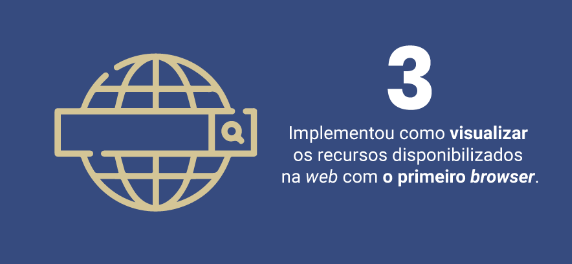 3
Implementou como visualizar
os recursos disponibilizados
na web com o primeiro browser.